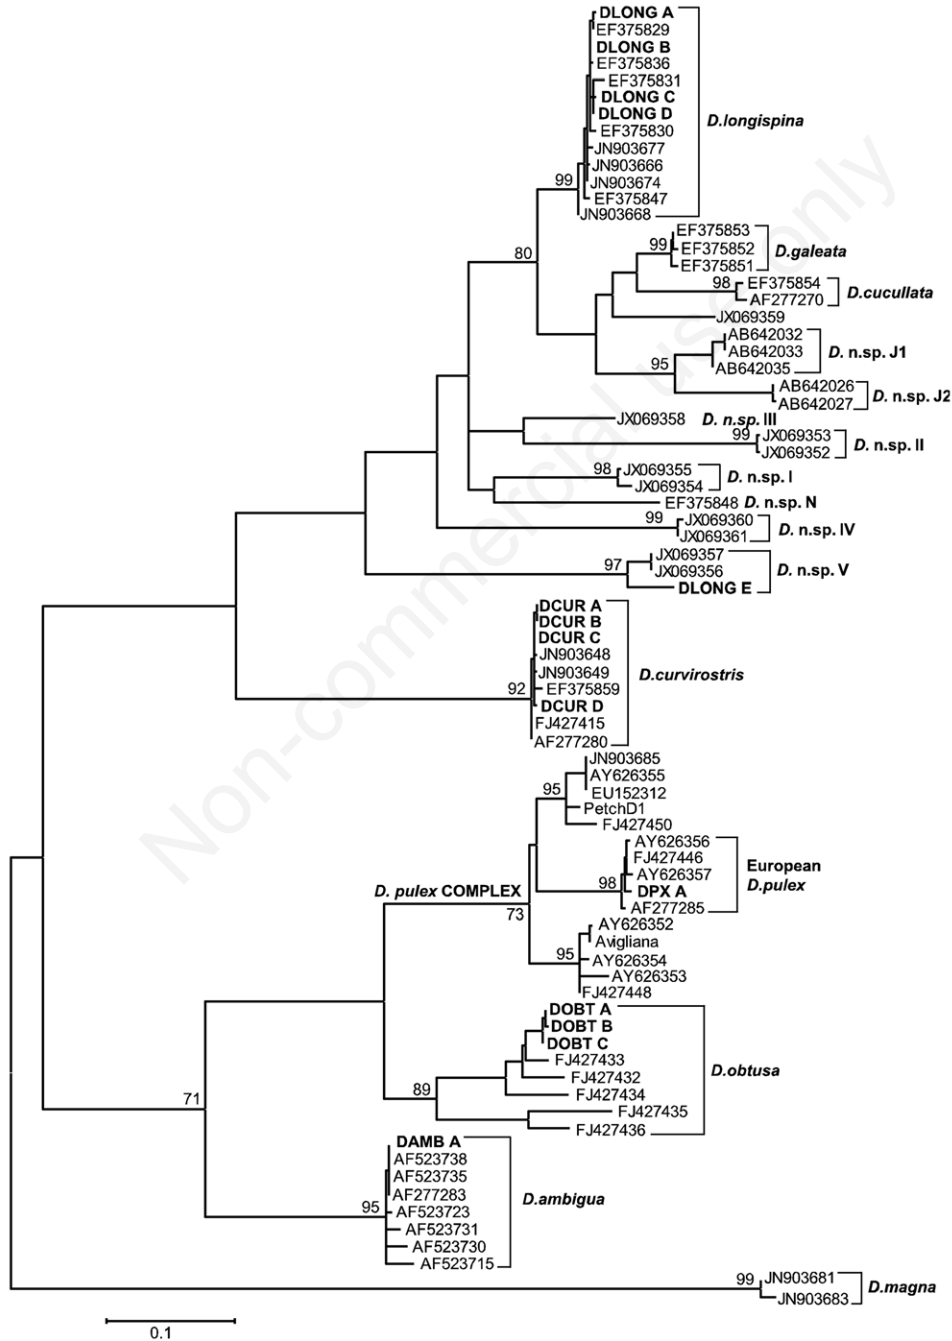 DLONG A
EF375829
DLONG B
EF375836
EF375831
DLONG C
DLONG D
D.longispina
EF375830
JN903677
JN903666
99
JN903674
EF375847
JN903668
EF375853
99
EF375852
D.galeata
80
EF375851
98
EF375854
D.cucullata
AF277270
JX069359
AB642032
AB642033
D. n.sp. J1
95
AB642035
AB642026
D. n.sp. J2
AB642027
JX069358
D. n.sp. III
99
JX069353
D. n.sp. II
JX069352
98
JX069355
D. n.sp. I
JX069354
EF375848
D. n.sp. N
99
JX069360
D. n.sp. IV
JX069361
JX069357
97
JX069356
D. n.sp. V
DLONG E
DCUR A
DCUR B
DCUR C
JN903648
JN903649
D.curvirostris
92
EF375859
DCUR D
FJ427415
AF277280
JN903685
AY626355
95
EU152312
PetchD1
FJ427450
AY626356
FJ427446
European
AY626357
D.pulex
98
DPX A
D. pulex COMPLEX
AF277285
73
AY626352
Avigliana
95
AY626354
AY626353
FJ427448
DOBT A
DOBT B
DOBT C
FJ427433
D.obtusa
FJ427432
89
FJ427434
71
FJ427435
FJ427436
DAMB A
AF523738
AF523735
AF277283
D.ambigua
95
AF523723
AF523731
AF523730
AF523715
99
JN903681
D.magna
JN903683
0.1
Non-commercial use only